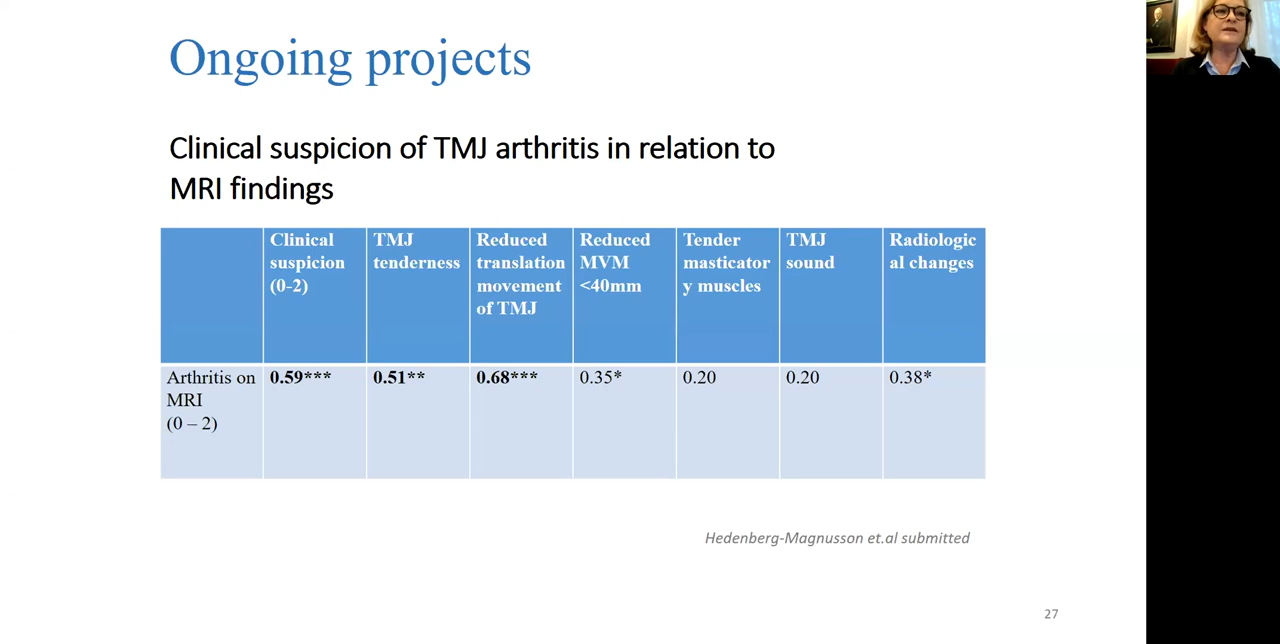 Ongoing projects
Clinical suspicion of TMJ arthritis in relation to
MRI findings
Clinical
suspicion
(0-2)
TMJ
tenderness
Reduced
translation
movement
of TMJ
Reduced
MVM
<40mm
Tender
masticator
y muscles
TMJ
sound
Radiologic
al changes
Arthritis on
MRI
(0 – 2)
0.59***
0.51**
0.68***
0.35*
0.20
0.20
0.38*
Hedenberg-Magnusson et.al submitted
27